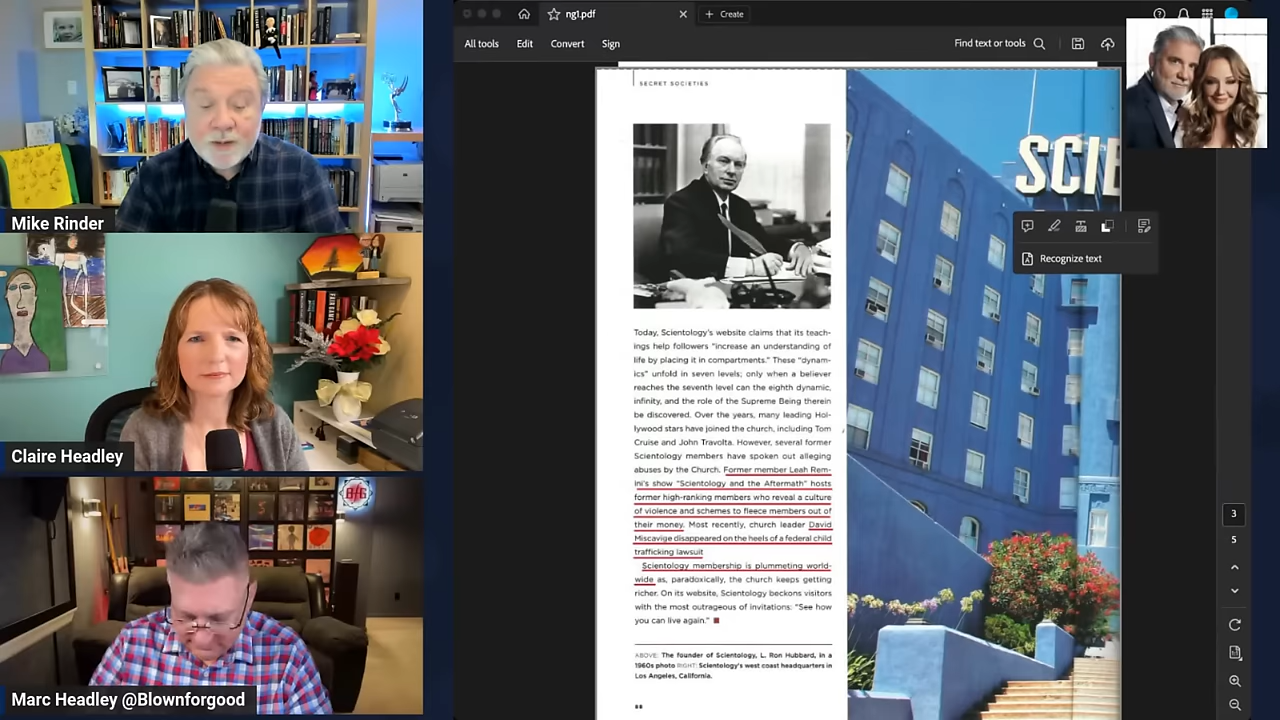 ng1.pdf
Create
All tools
Edit
Convert
Sign
Find text or tools
SECRET SOCIETIES
SCIE
Recognize text
Today, Scientology's website claims that its teach-
ings help followers "increase an understanding of
life by placing it in compartments." These "dynam-
ics" unfold in seven levels; only when a believer
reaches the seventh level can the eighth dynamic,
infinity, and the role of the Supreme Being therein
be discovered. Over the years, many leading Hol-
lywood stars have joined the church, including Tom
Cruise and John Travolta. However, several former
Scientology members have spoken out alleging
abuses by the Church. Former member Leah Rem-
ini's show "Scientology and the Aftermath" hosts
former high-ranking members who reveal a culture
of violence and schemes to fleece members out of
their money. Most recently, church leader David
Miscavige disappeared on the heels of a federal child
trafficking lawsuit
Scientology membership is plummeting world-
wide as, paradoxically, the church keeps getting
richer. On its website, Scientology beckons visitors
with the most outrageous of invitations: "See how
you can live again."
ABOVE: The founder of Scientology, L. Ron Hubbard, in a
1960s photo RIGHT: Scientology's west coast headquarters in
Los Angeles, California.
3
5
Mike Rinder
Claire Headley
FAIR GAME
Marc Headley @Blownforgood
BFG